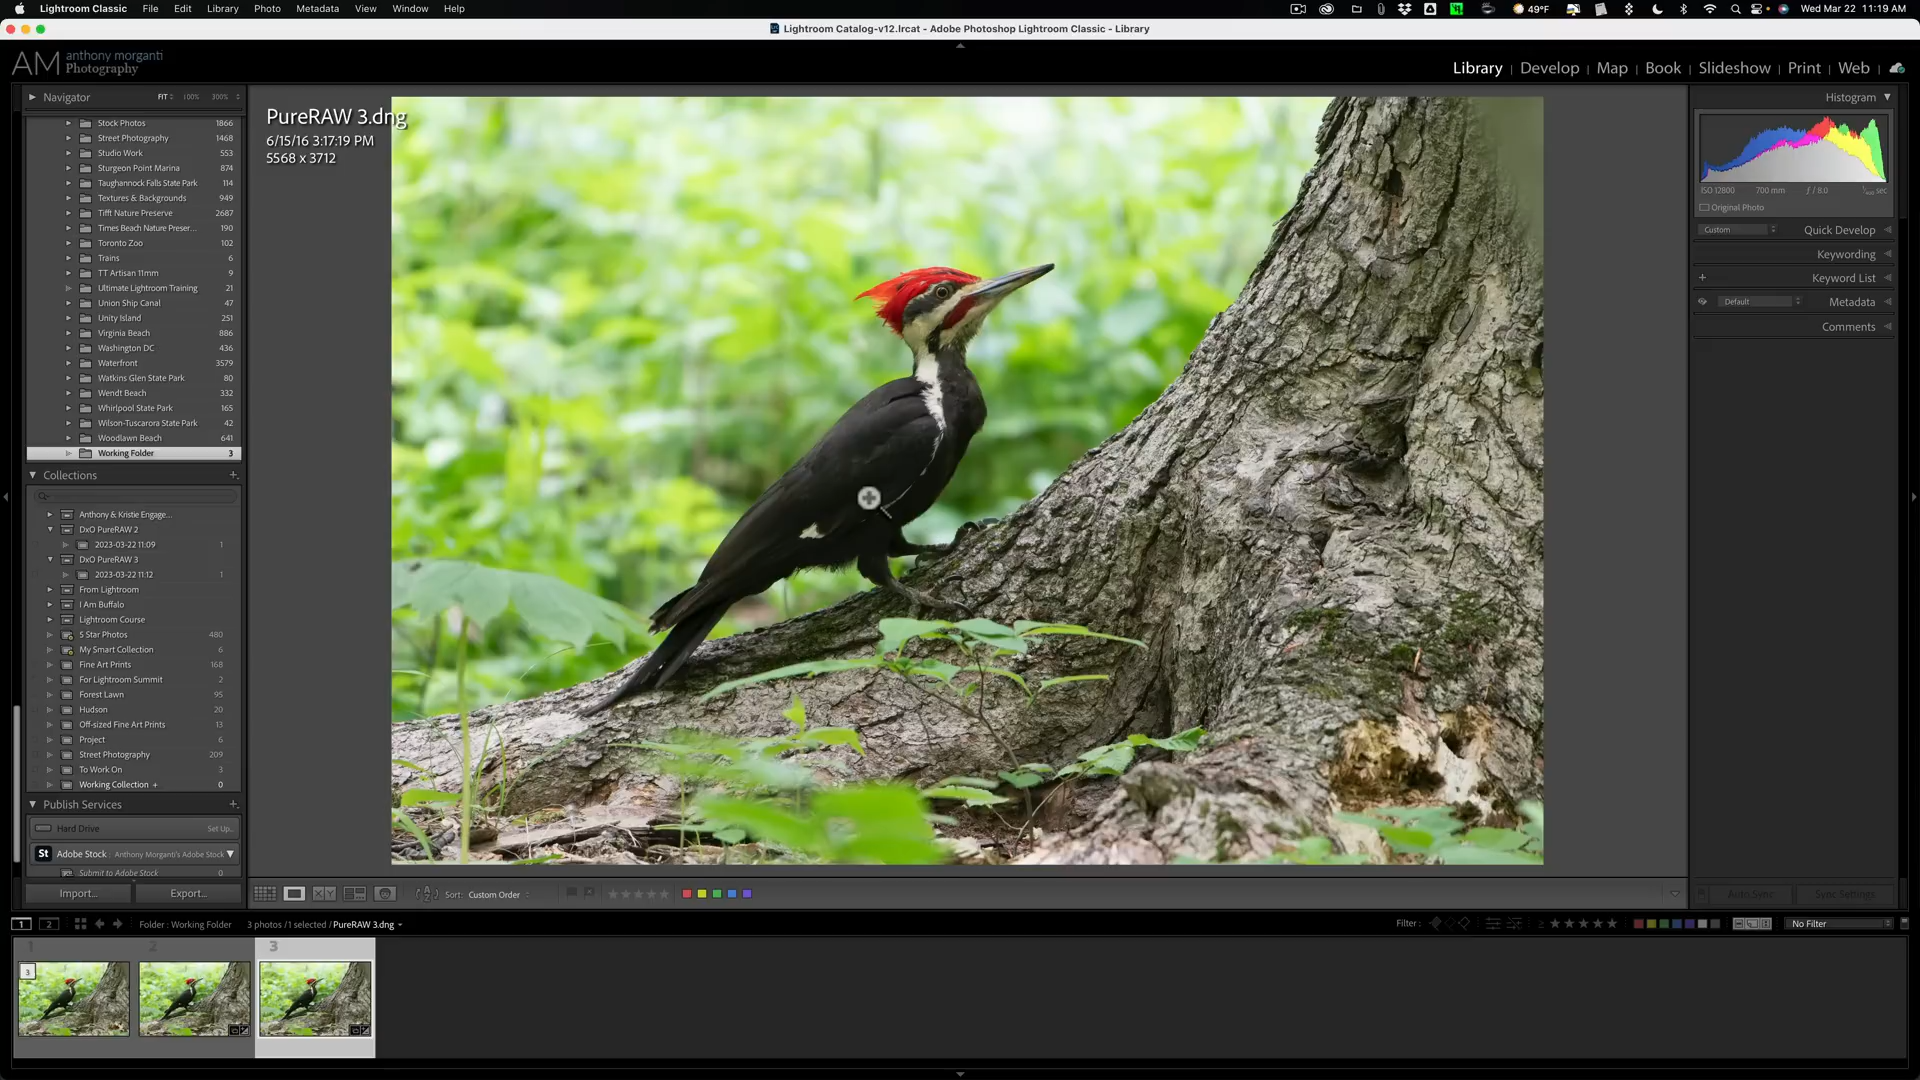 Lightroom Classic File Edit Library Photo Metadata View Window Help
49°F Wed Mar 22 11:19 AM
Lightroom Catalog-v12.lrcat - Adobe Photoshop Lightroom Classic - Library
AM anthony morganti
Photography
Library | Develop | Map | Book | Slideshow | Print | Web
Navigator FIT 100% 300%
Stock Photos 1866
Street Photography 1468
Studio Work 553
Sturgeon Point Marina 874
Taughannock Falls State Park 114
Textures & Backgrounds 949
Tifft Nature Preserve 2687
Times Beach Nature Preser... 190
Toronto Zoo 102
Trains 6
TT Artisan 11mm 9
Ultimate Lightroom Training 21
Union Ship Canal 47
Unity Island 251
Virginia Beach 886
Washington DC 436
Waterfront 3579
Watkins Glen State Park 80
Wendt Beach 332
Whirlpool State Park 165
Wilson-Tuscarora State Park 42
Woodlawn Beach 641
Working Folder 3
Collections
Anthony & Kristie Engage...
DxO PureRAW 2
2023-03-22 11:09 1
DxO PureRAW 3
2023-03-22 11:12 1
From Lightroom
I Am Buffalo
Lightroom Course
5 Star Photos 480
My Smart Collection 6
Fine Art Prints 168
For Lightroom Summit 2
Forest Lawn 95
Hudson 20
Off-sized Fine Art Prints 13
Project 6
Street Photography 209
To Work On 3
Working Collection + 0
Publish Services
Hard Drive Set Up...
St Adobe Stock: Anthony Morganti's Adobe Stock
Submit to Adobe Stock 0
Import... Export...
PureRAW 3.dng
6/15/16 3:17:19 PM
5568 x 3712
Histogram
ISO 12800 700 mm ƒ / 8.0 sec
Original Photo
Custom Quick Develop
Keywording
Keyword List
Default Metadata
Comments
Sort: Custom Order
Auto Sync Sync Settings
1 2 Folder : Working Folder 3 photos / 1 selected / PureRAW 3.dng
Filter : No Filter
1 2 3
3